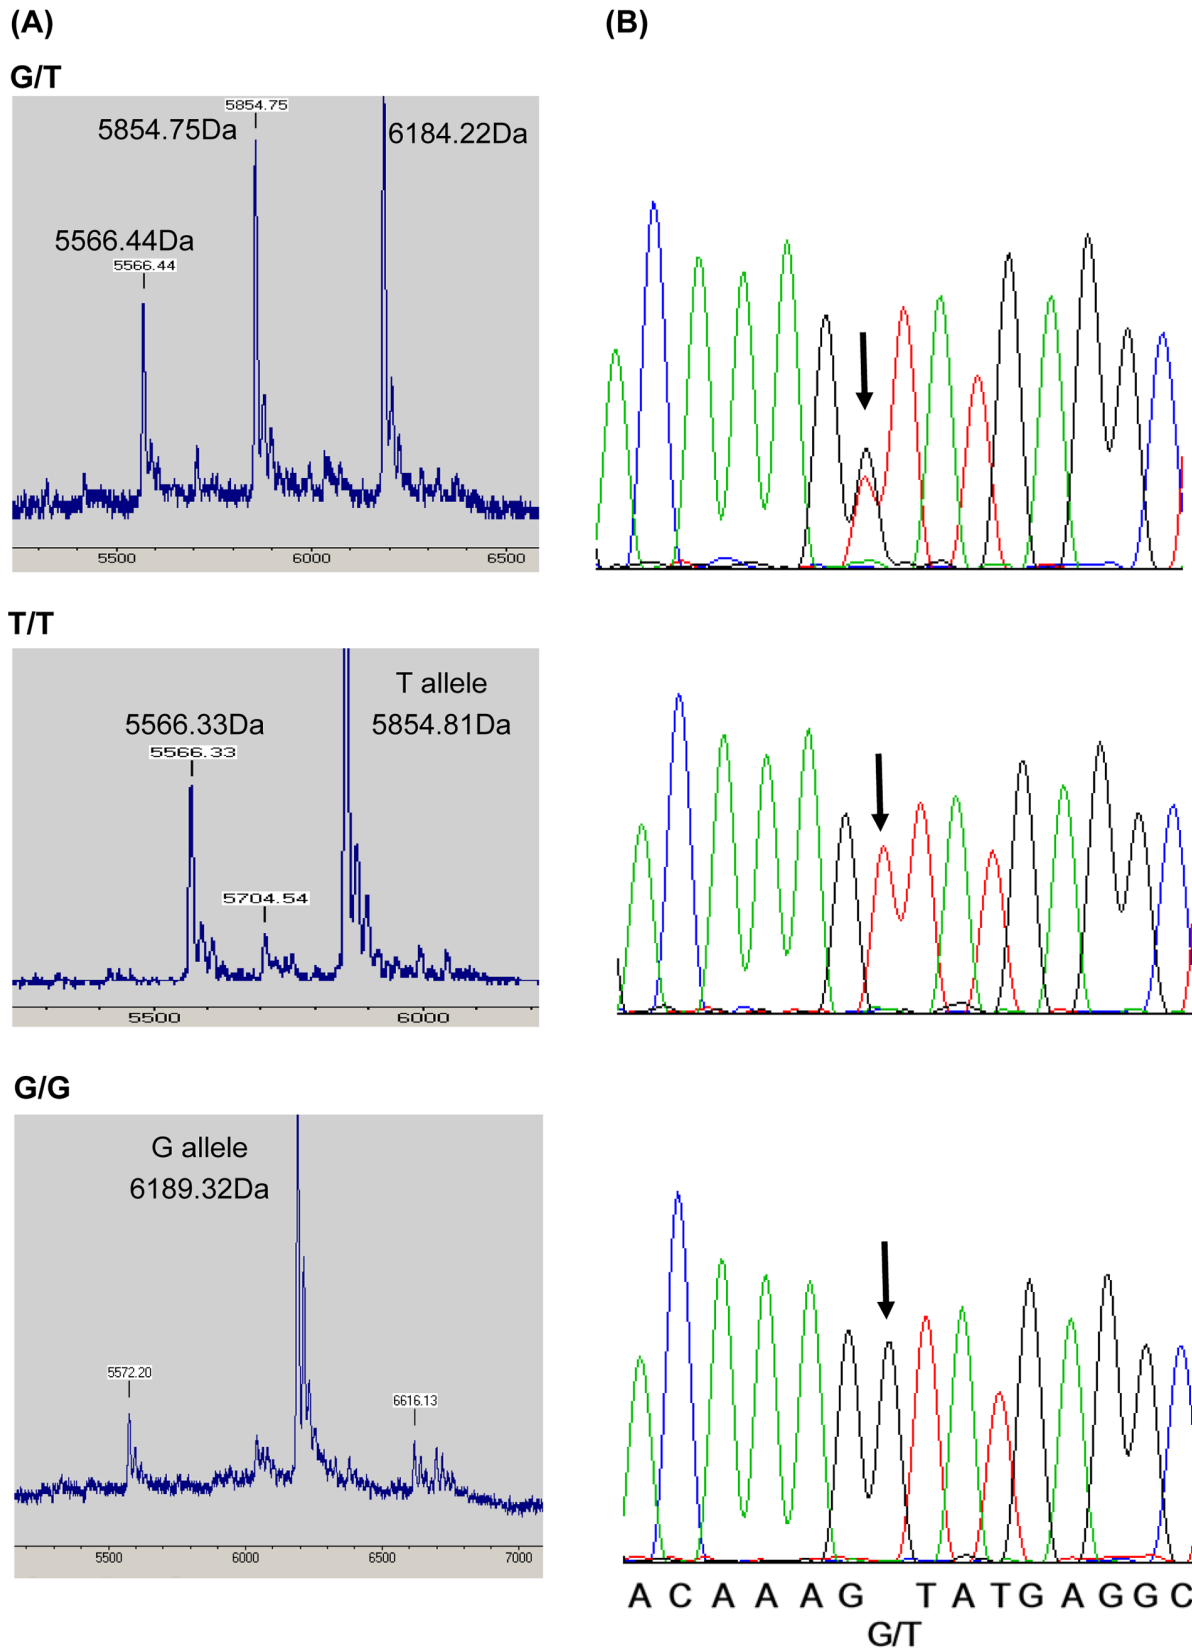 (A) (B)
G/T
5854.75
5854.75Da
6184.22Da
5566.44Da
5566.44
5500 6000 6500
T/T
T allele
5566.33Da 5854.81Da
5566.33
5704.54
5500 6000
G/G
G allele
6189.32Da
5572.20
6616.13
5500 6000 6500 7000
A C A A A G T A T G A G G C
G/T